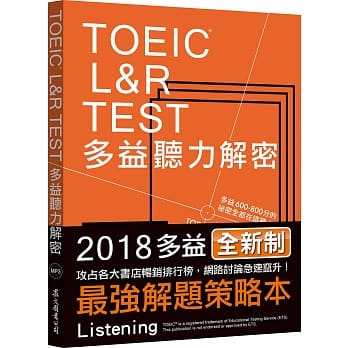 TOEIC®
L&R
TEST
多益聽力解密
多益600-800分的
祕密全都在這裡
2018多益 全新制
攻占各大書店暢銷排行榜，網路討論急速竄升！
最強解題策略本
Listening
TOEIC® is a registered trademark of Educational Testing Service (ETS).
This publication is not endorsed or approved by ETS.
TOEIC® L&R TEST 多益聽力解密
MP3